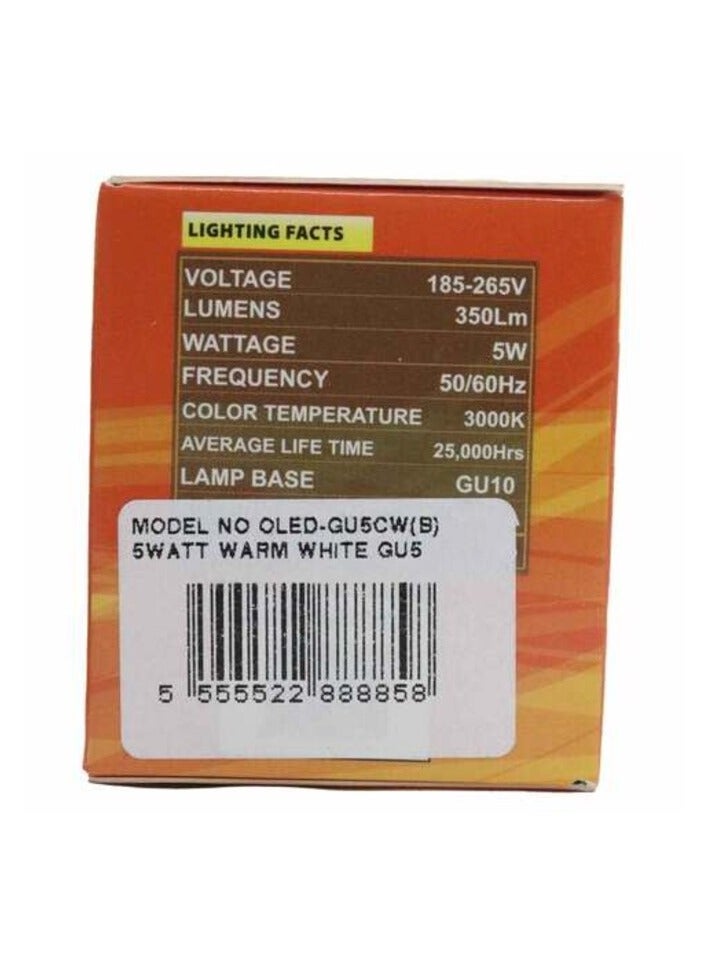 LIGHTING FACTS
VOLTAGE 185-265V
LUMENS 350Lm
WATTAGE 5W
FREQUENCY 50/60Hz
COLOR TEMPERATURE 3000K
AVERAGE LIFE TIME 25,000Hrs
LAMP BASE GU10
MODEL NO OLED-GU5CW(B)
5WATT WARM WHITE GU5
5 555522 888858